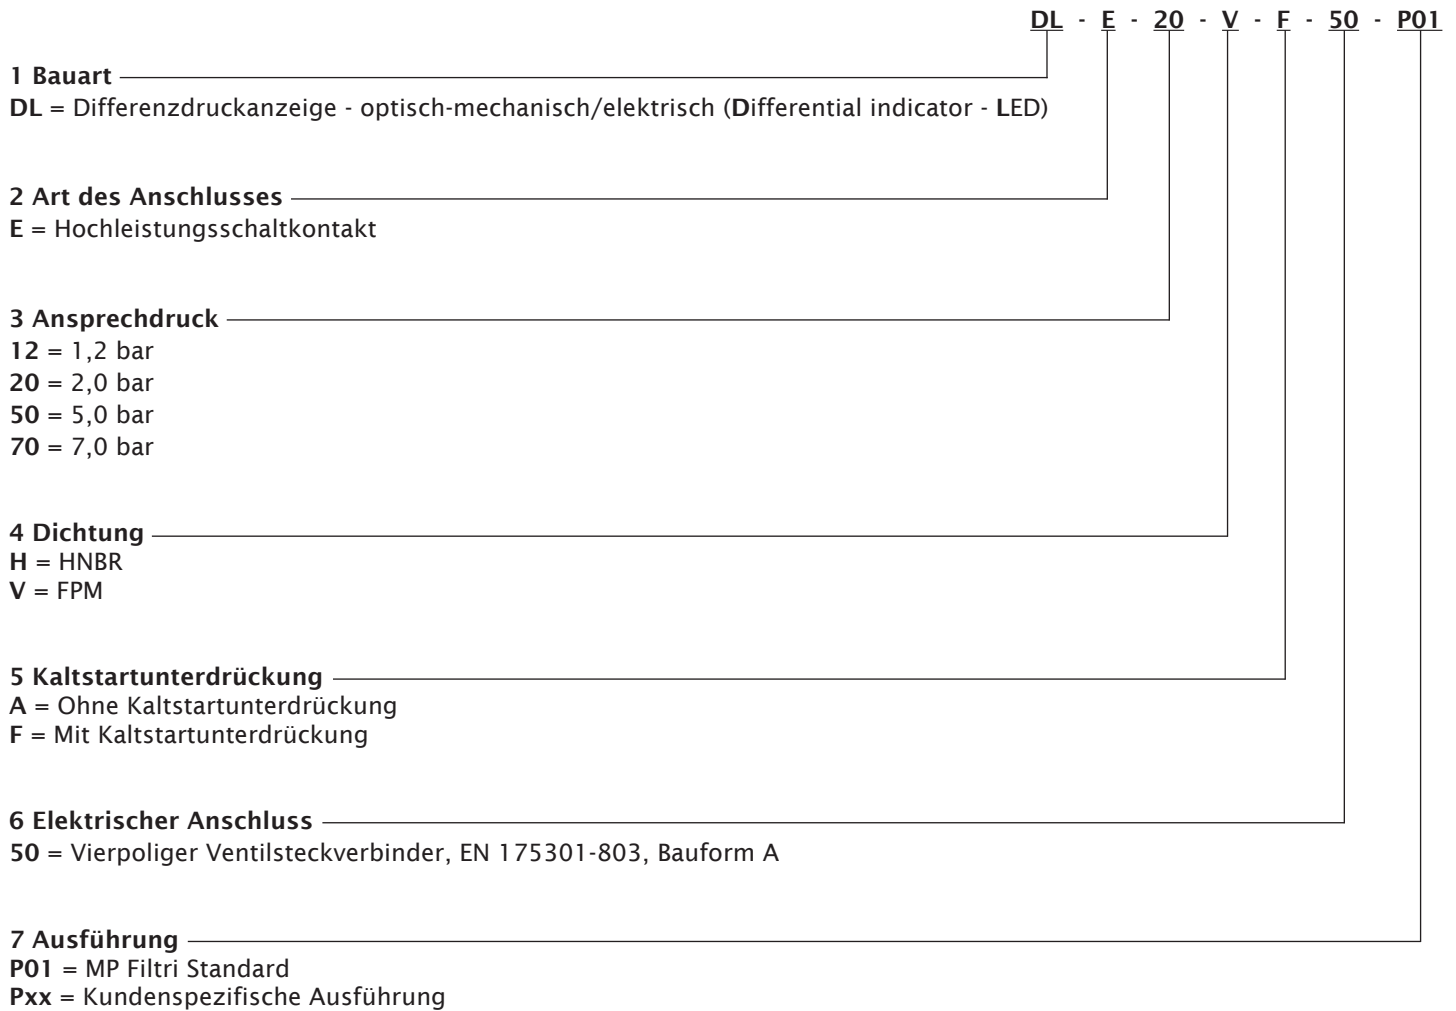 DL - E - 20 - V - F - 50 - P01
1 Bauart
DL = Differenzdruckanzeige - optisch-mechanisch/elektrisch (Differential indicator - LED)
2 Art des Anschlusses
E = Hochleistungsschaltkontakt
3 Ansprechdruck
12 = 1,2 bar
20 = 2,0 bar
50 = 5,0 bar
70 = 7,0 bar
4 Dichtung
H = HNBR
V = FPM
5 Kaltstartunterdrückung
A = Ohne Kaltstartunterdrückung
F = Mit Kaltstartunterdrückung
6 Elektrischer Anschluss
50 = Vierpoliger Ventilsteckverbinder, EN 175301-803, Bauform A
7 Ausführung
P01 = MP Filtri Standard
Pxx = Kundenspezifische Ausführung